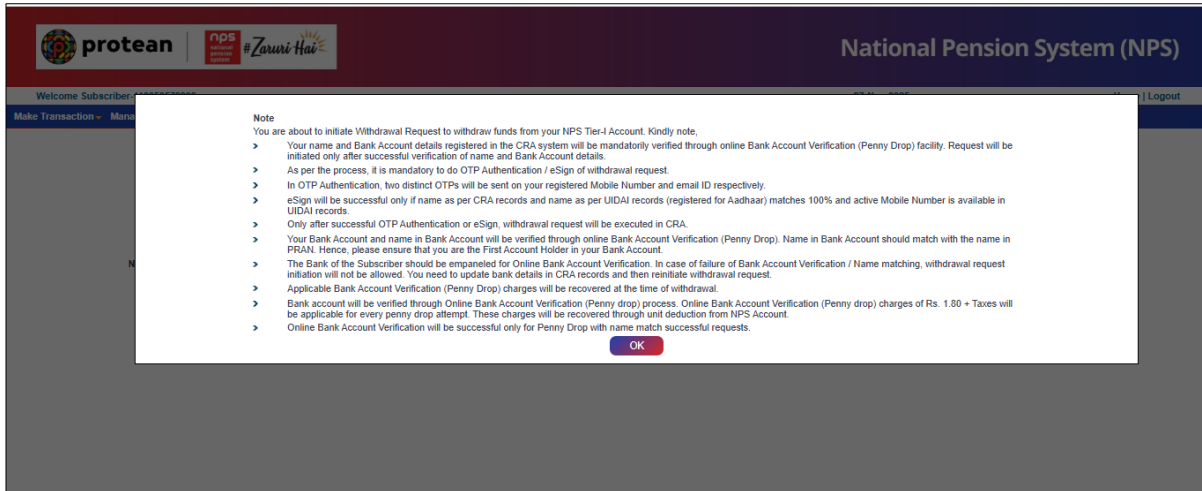 protean
nps
national
pension
system
#Zaruri Hai
National Pension System (NPS)
Welcome Subscriber-
| Logout
Make Transaction
Note
You are about to initiate Withdrawal Request to withdraw funds from your NPS Tier-I Account. Kindly note,
Your name and Bank Account details registered in the CRA system will be mandatorily verified through online Bank Account Verification (Penny Drop) facility. Request will be
initiated only after successful verification of name and Bank Account details.
As per the process, it is mandatory to do OTP Authentication / eSign of withdrawal request.
In OTP Authentication, two distinct OTPs will be sent on your registered Mobile Number and email ID respectively.
eSign will be successful only if name as per CRA records and name as per UIDAI records (registered for Aadhaar) matches 100% and active Mobile Number is available in
UIDAI records.
Only after successful OTP Authentication or eSign, withdrawal request will be executed in CRA.
Your Bank Account and name in Bank Account will be verified through online Bank Account Verification (Penny Drop). Name in Bank Account should match with the name in
PRAN. Hence, please ensure that you are the First Account Holder in your Bank Account.
The Bank of the Subscriber should be empaneled for Online Bank Account Verification. In case of failure of Bank Account Verification / Name matching, withdrawal request
initiation will not be allowed. You need to update bank details in CRA records and then reinitiate withdrawal request.
Applicable Bank Account Verification (Penny Drop) charges will be recovered at the time of withdrawal.
Bank account will be verified through Online Bank Account Verification (Penny drop) process. Online Bank Account Verification (Penny drop) charges of Rs. 1.80 + Taxes will
be applicable for every penny drop attempt. These charges will be recovered through unit deduction from NPS Account.
Online Bank Account Verification will be successful only for Penny Drop with name match successful requests.
OK